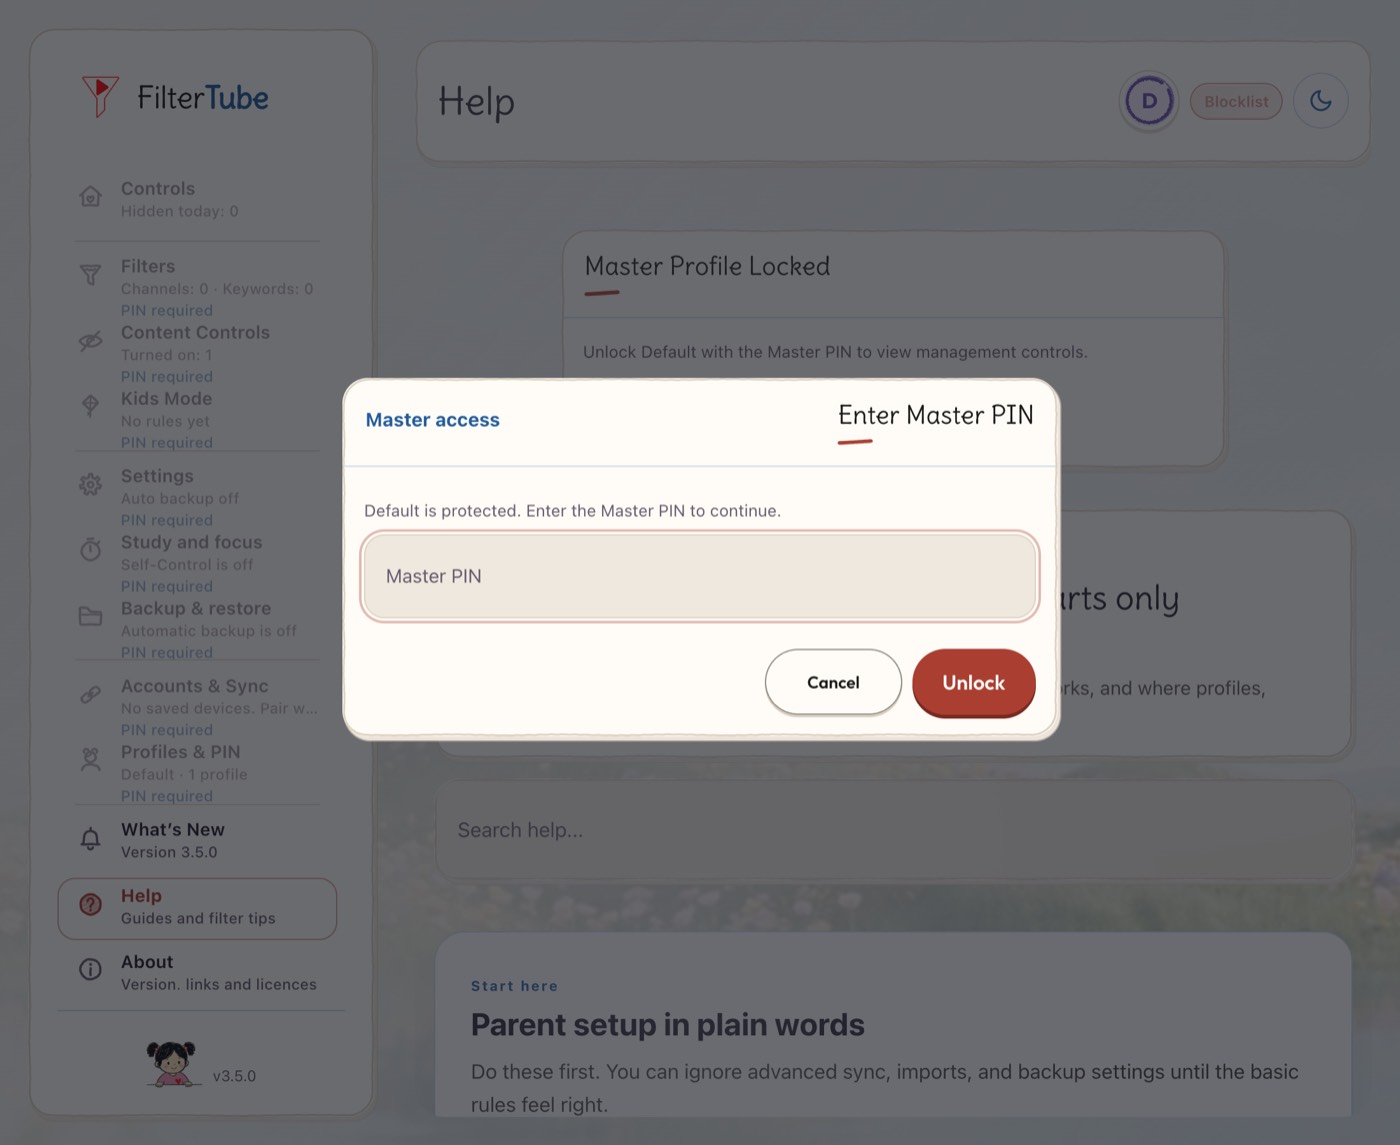 FilterTube
Controls
Hidden today: 0
Filters
Channels: 0 · Keywords: 0
PIN required
Content Controls
Turned on: 1
PIN required
Kids Mode
No rules yet
PIN required
Settings
Auto backup off
PIN required
Study and focus
Self-Control is off
PIN required
Backup & restore
Automatic backup is off
PIN required
Accounts & Sync
No saved devices. Pair w...
PIN required
Profiles & PIN
Default · 1 profile
PIN required
What's New
Version 3.5.0
Help
Guides and filter tips
About
Version. links and licences
v3.5.0
Help
D
Blocklist
Master Profile Locked
Unlock Default with the Master PIN to view management controls.
Master access
Enter Master PIN
Default is protected. Enter the Master PIN to continue.
Master PIN
Cancel
Unlock
only
and where profiles,
Search help...
Start here
Parent setup in plain words
Do these first. You can ignore advanced sync, imports, and backup settings until the basic
rules feel right.